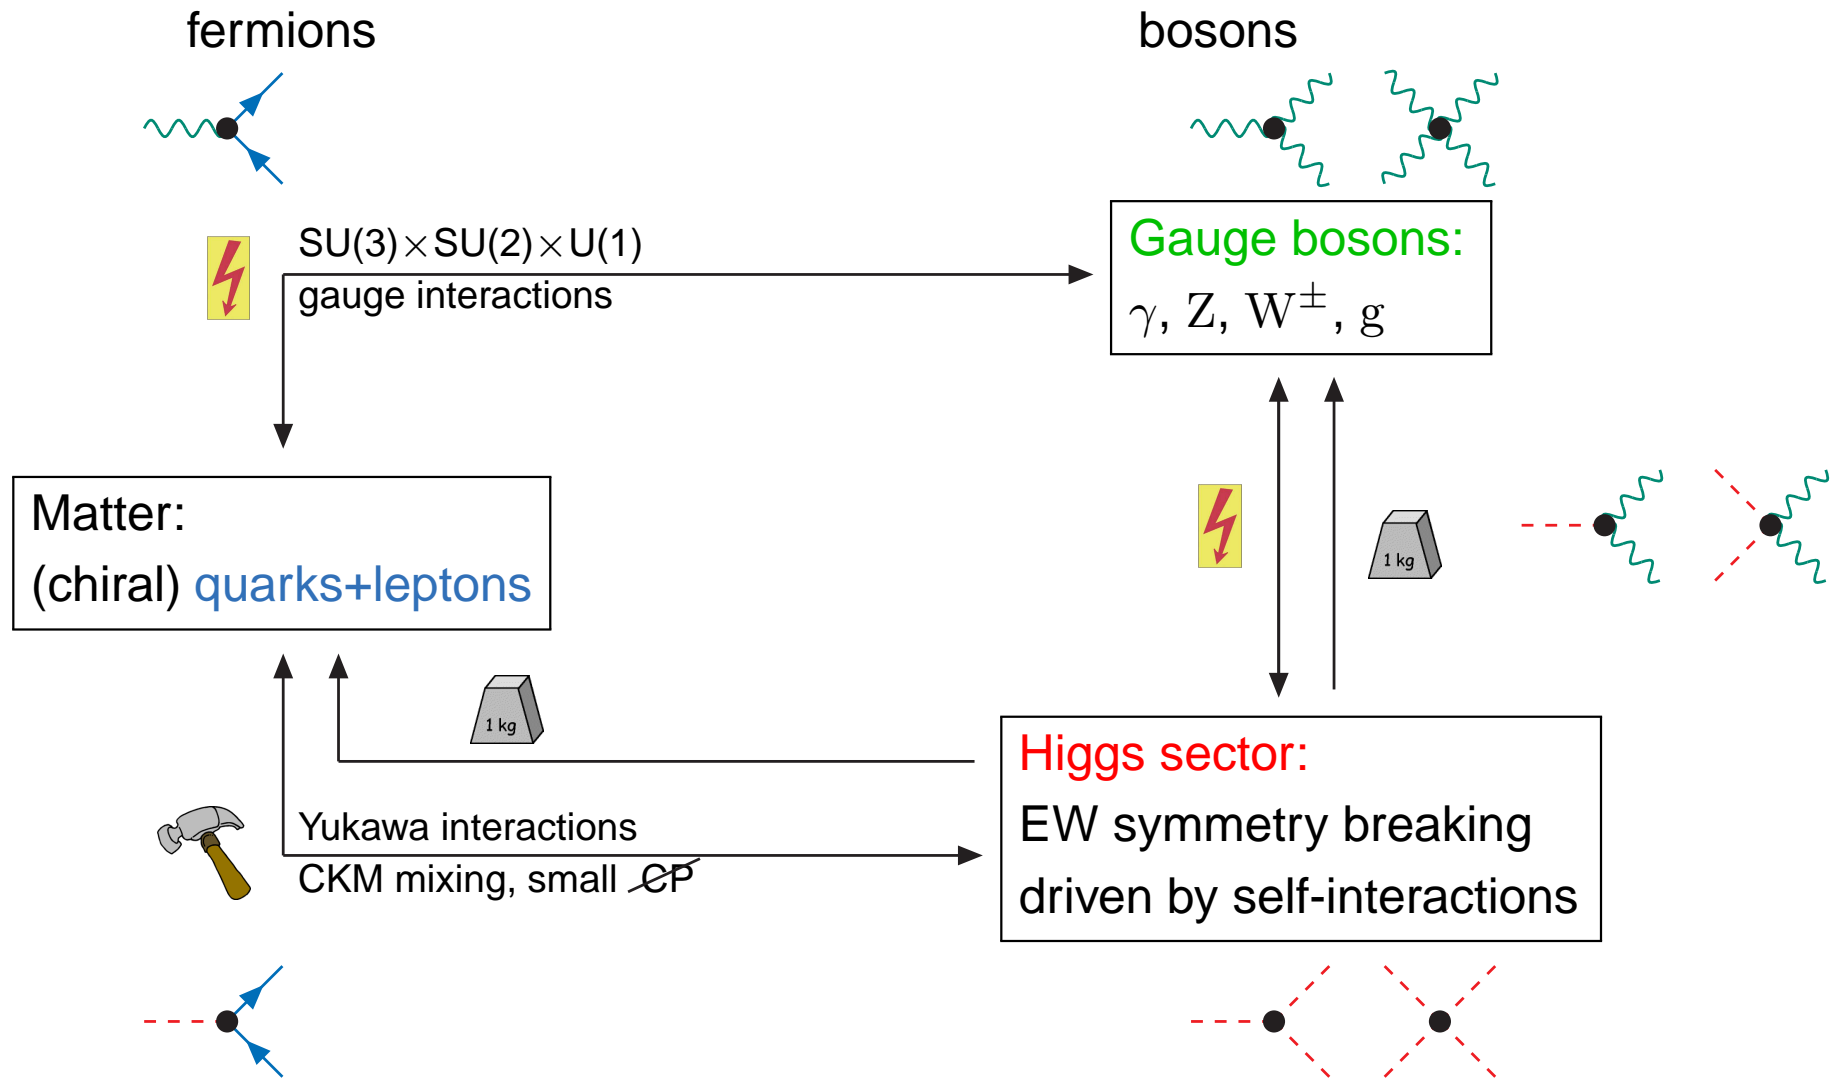 fermions
bosons
SU(3)×SU(2)×U(1)
gauge interactions
Gauge bosons:
γ, Z, W±, g
Matter:
(chiral) quarks+leptons
1 kg
1 kg
Higgs sector:
EW symmetry breaking
driven by self-interactions
Yukawa interactions
CKM mixing, small CP